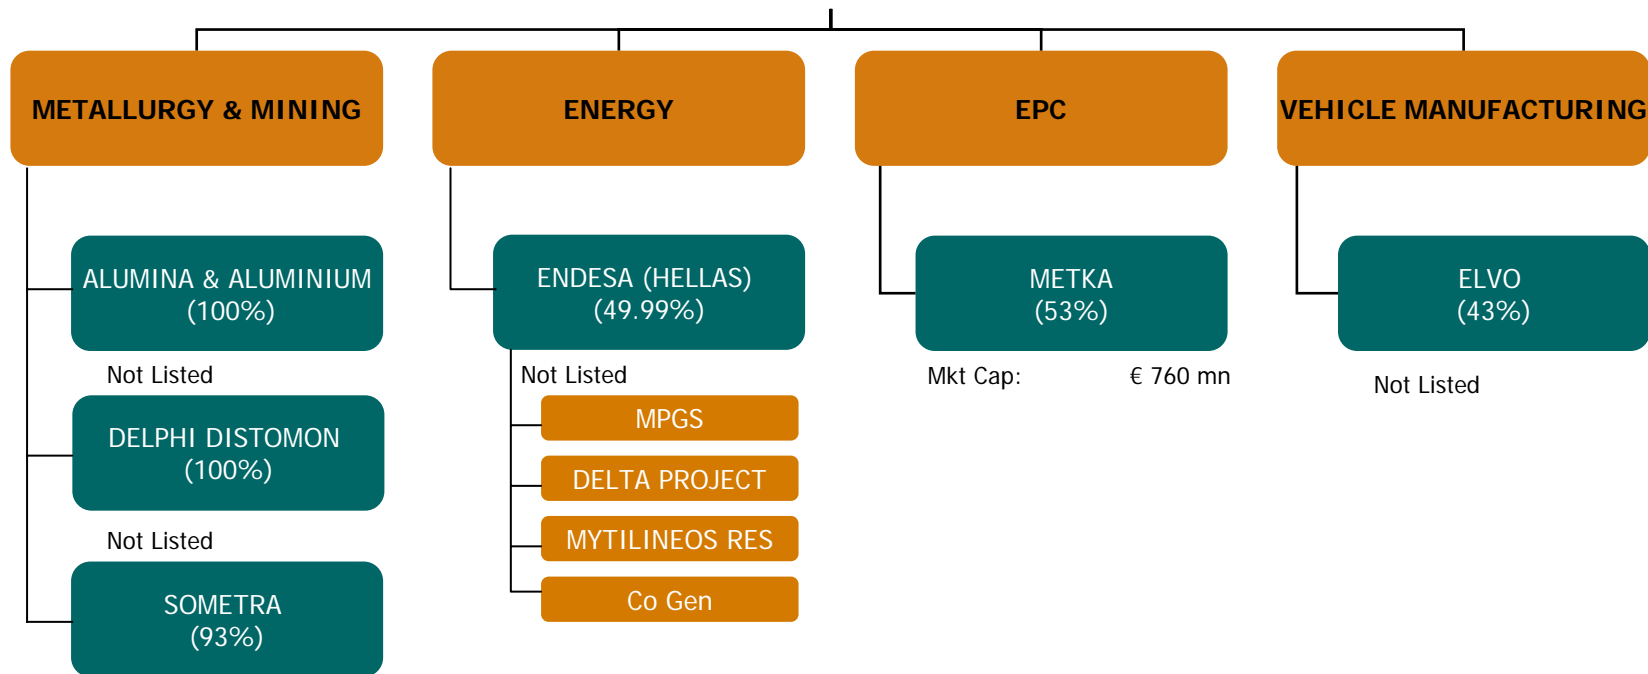 METALLURGY & MINING
ALUMINA & ALUMINIUM
(100%)
Not Listed
DELPHI DISTOMON
(100%)
Not Listed
SOMETRA
(93%)
ENERGY
ENDESA (HELLAS)
(49.99%)
Not Listed
MPGS
DELTA PROJECT
MYTILINEOS RES
Co Gen
EPC
METKA
(53%)
Mkt Cap: € 760 mn
VEHICLE MANUFACTURING
ELVO
(43%)
Not Listed